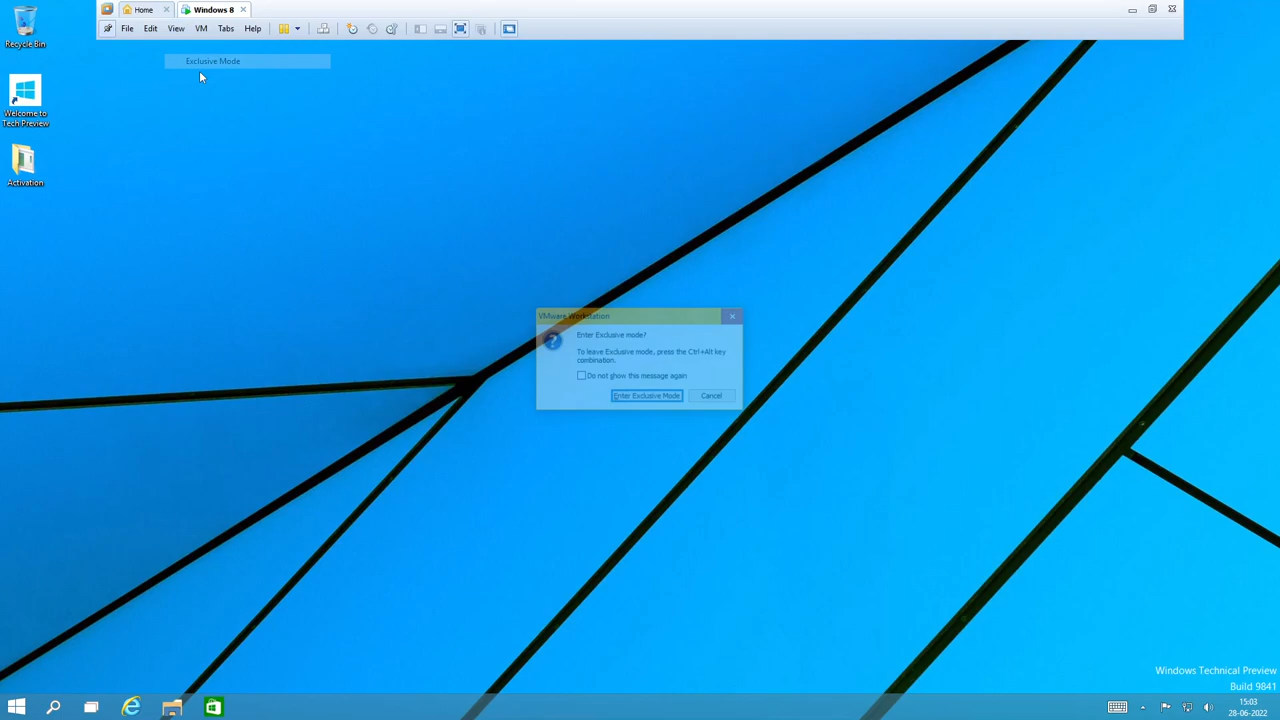 Home
Windows 8
File Edit View VM Tabs Help
Exclusive Mode
Recycle Bin
Welcome to
Tech Preview
Activation
VMware Workstation
Enter Exclusive mode?
To leave Exclusive mode, press the Ctrl+Alt key
combination.
Do not show this message again
Enter Exclusive Mode Cancel
Windows Technical Preview
Build 9841
15:03
28-06-2022